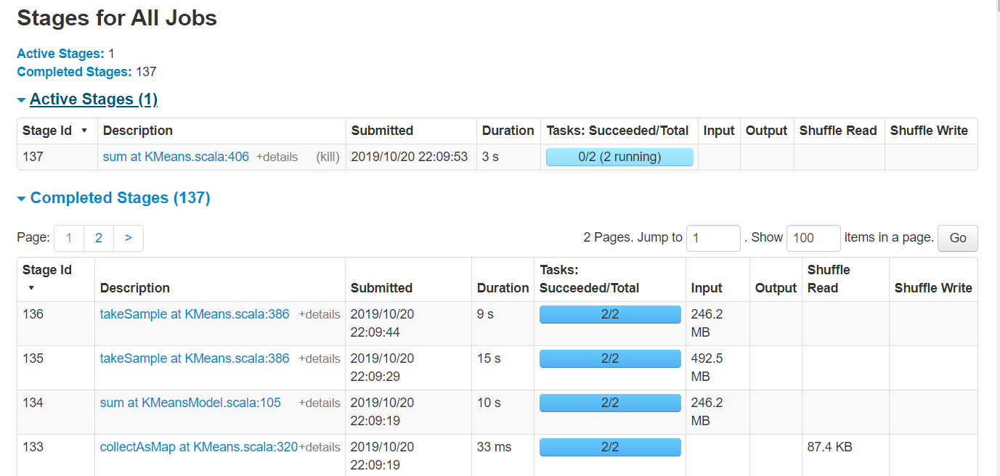 Stages for All Jobs
Active Stages: 1
Completed Stages: 137
Active Stages (1)
Stage Id Description Submitted Duration Tasks: Succeeded/Total Input Output Shuffle Read Shuffle Write
137 sum at KMeans.scala:406 +details (kill) 2019/10/20 22:09:53 3 s 0/2 (2 running)
Completed Stages (137)
Page: 1 2 > 2 Pages. Jump to 1 . Show 100 items in a page. Go
Stage Id Description Submitted Duration Tasks: Succeeded/Total Input Output Shuffle Read Shuffle Write
136 takeSample at KMeans.scala:386 +details 2019/10/20 22:09:44 9 s 2/2 246.2 MB
135 takeSample at KMeans.scala:386 +details 2019/10/20 22:09:29 15 s 2/2 492.5 MB
134 sum at KMeansModel.scala:105 +details 2019/10/20 22:09:19 10 s 2/2 246.2 MB
133 collectAsMap at KMeans.scala:320 +details 2019/10/20 22:09:19 33 ms 2/2 87.4 KB